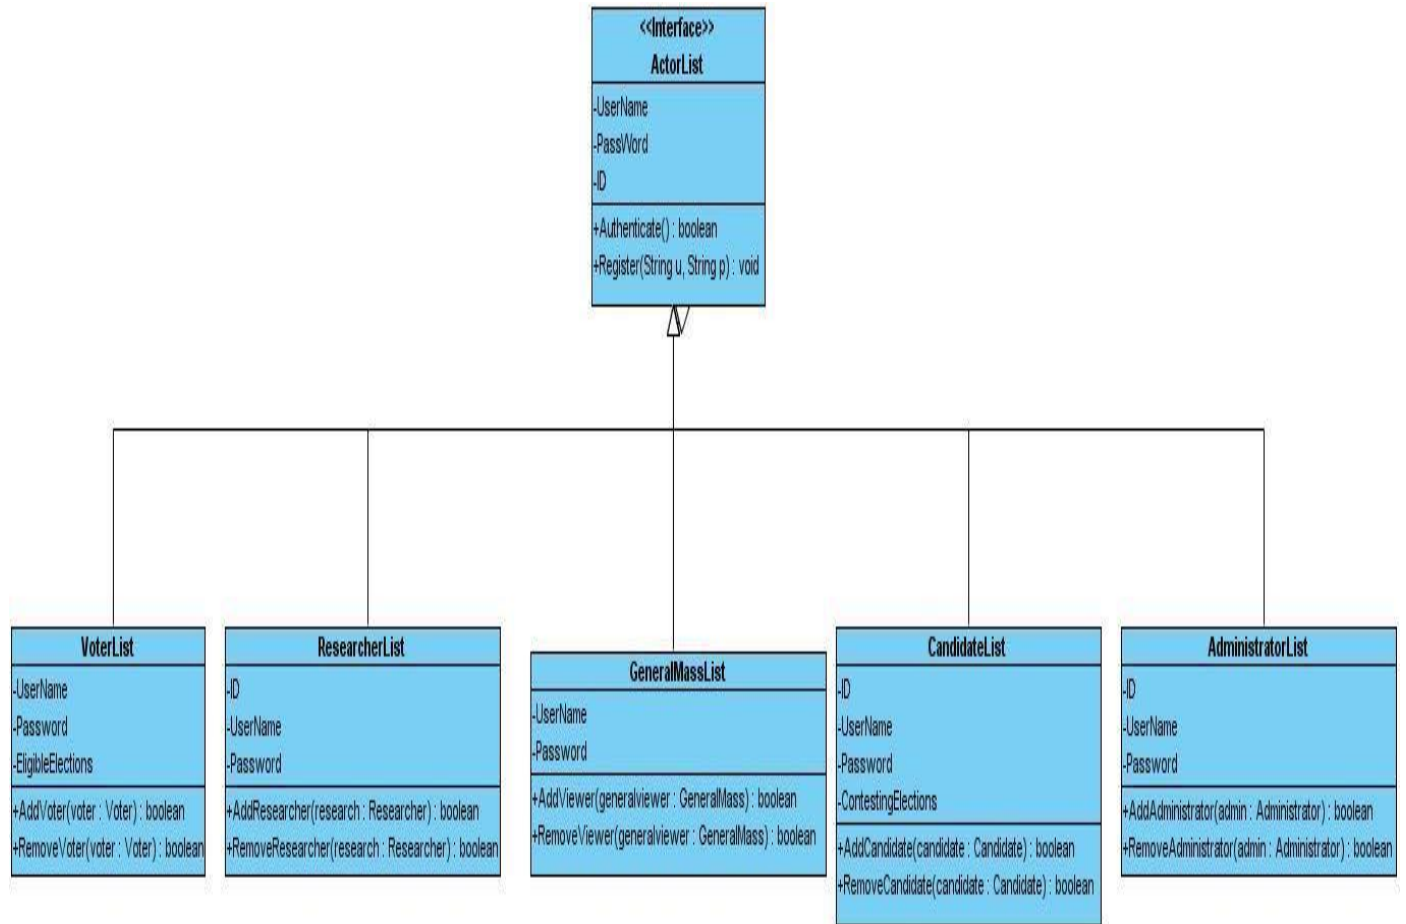 <<Interface>>
ActorList
-UserName
-PassWord
-ID
+Authenticate() : boolean
+Register(String u, String p) : void
VoterList
-UserName
-Password
-EligibleElections
+AddVoter(voter : Voter) : boolean
+RemoveVoter(voter : Voter) : boolean
ResearcherList
-ID
-UserName
-Password
+AddResearcher(research : Researcher) : boolean
+RemoveResearcher(research : Researcher) : boolean
GeneralMassList
-UserName
-Password
+AddViewer(generalviewer : GeneralMass) : boolean
+RemoveViewer(generalviewer : GeneralMass) : boolean
CandidateList
-ID
-UserName
-Password
-ContestingElections
+AddCandidate(candidate : Candidate) : boolean
+RemoveCandidate(candidate : Candidate) : boolean
AdministratorList
-ID
-UserName
-Password
+AddAdministrator(admin : Administrator) : boolean
+RemoveAdministrator(admin : Administrator) : boolean